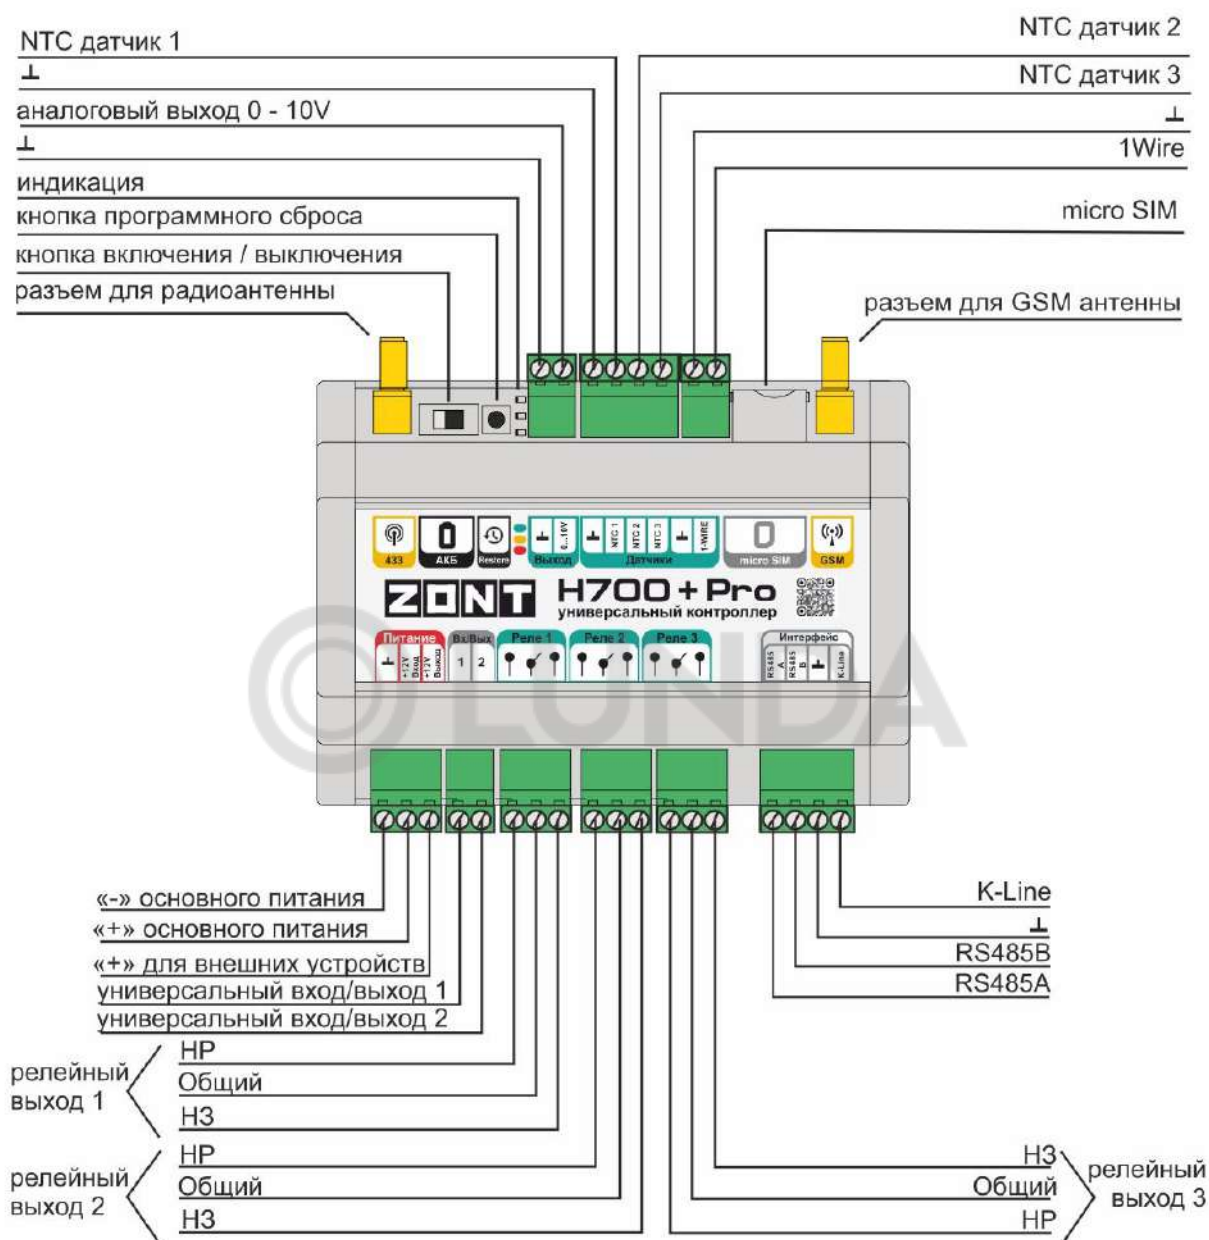 NTC датчик 1
⊥
аналоговый выход 0 - 10V
⊥
индикация
кнопка программного сброса
кнопка включения / выключения
разъем для радиоантенны
NTC датчик 2
NTC датчик 3
⊥
1Wire
micro SIM
разъем для GSM антенны
433
АКБ
Restore
⊥ 0...10V
Выход
⊥ NTC 1 NTC 2 NTC 3 ⊥ 1-WIRE
Датчики
micro SIM
GSM
ZONT H700+Pro
универсальный контроллер
Питание
⊥ +12V Вход +12V Выход
Вх/Вых
1 2
Реле 1
Реле 2
Реле 3
Интерфейс
RS485 A RS485 B ⊥ K-Line
LUNDA
«-» основного питания
«+» основного питания
«+» для внешних устройств
универсальный вход/выход 1
универсальный вход/выход 2
релейный
выход 1
НР
Общий
НЗ
релейный
выход 2
НР
Общий
НЗ
K-Line
⊥
RS485B
RS485A
НЗ
Общий
НР
релейный
выход 3